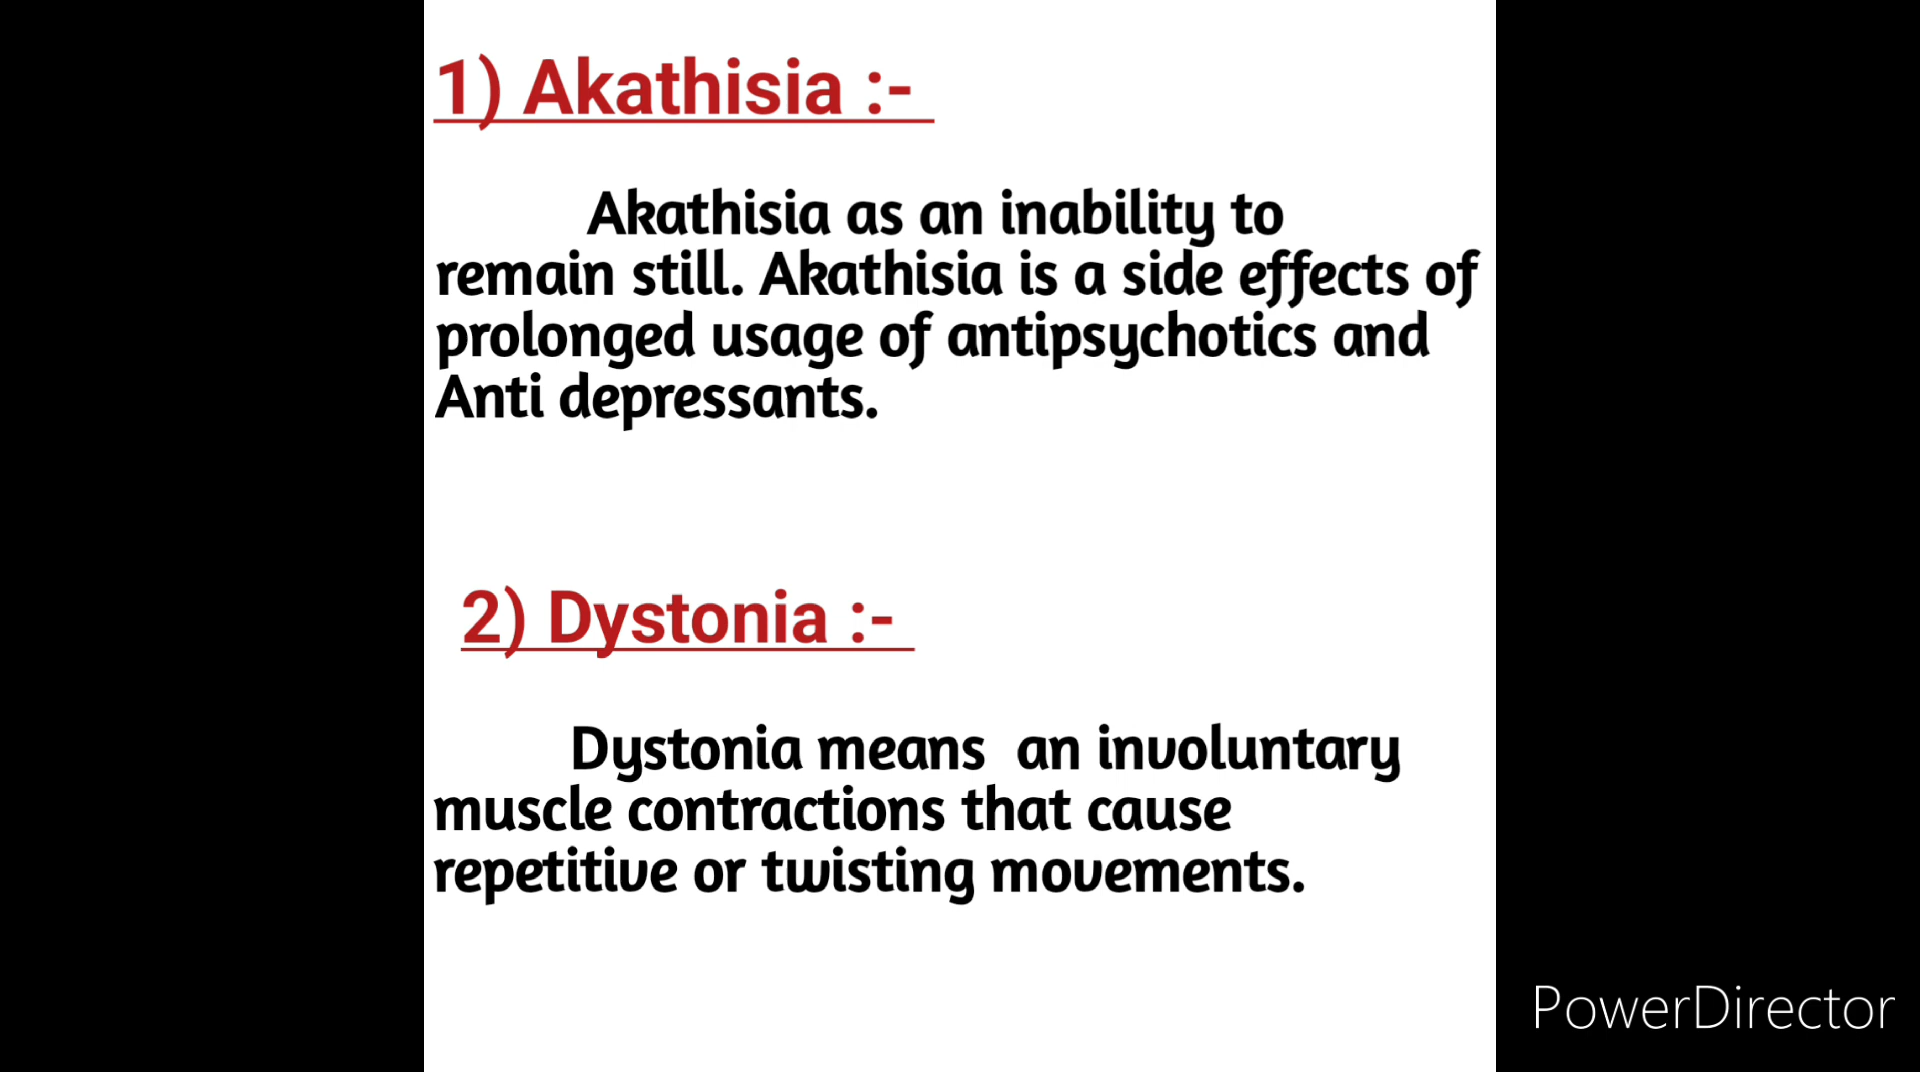 1) Akathisia :-
Akathisia as an inability to
remain still. Akathisia is a side effects of
prolonged usage of antipsychotics and
Anti depressants.
2) Dystonia :-
Dystonia means  an involuntary
muscle contractions that cause
repetitive or twisting movements.
PowerDirector